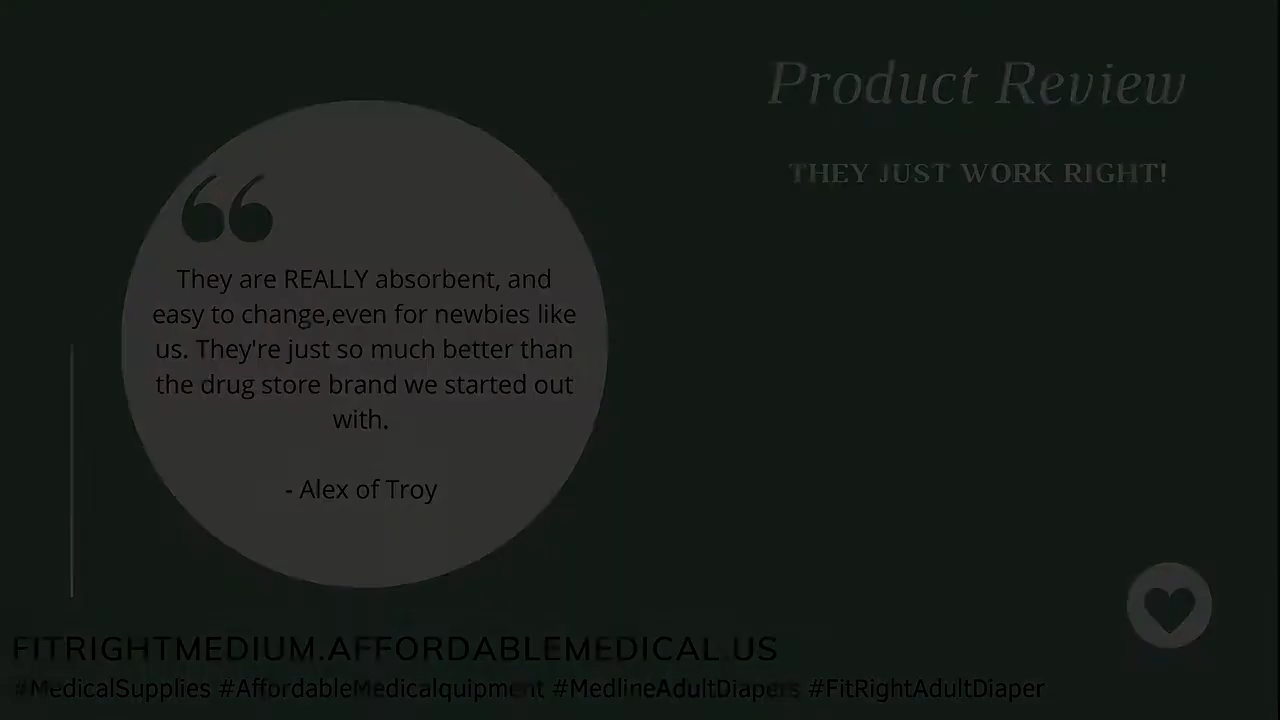 Product Review
THEY JUST WORK RIGHT!
They are REALLY absorbent, and
easy to change,even for newbies like
us. They're just so much better than
the drug store brand we started out
with.
- Alex of Troy
FITRIGHTMEDIUM.AFFORDABLEMEDICAL.US
#MedicalSupplies #AffordableMedicalquipment #MedlineAdultDiapers #FitRightAdultDiaper